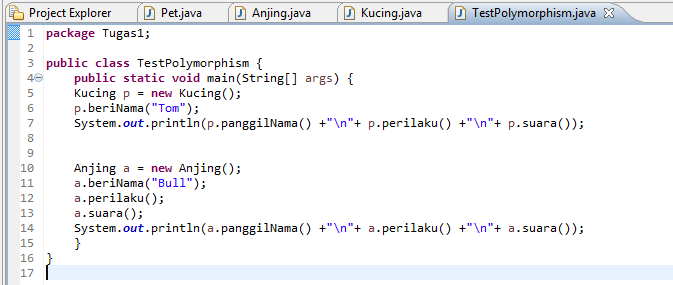 Project Explorer Pet.java Anjing.java Kucing.java TestPolymorphism.java
1 package Tugas1;
2
3 public class TestPolymorphism {
4 public static void main(String[] args) {
5 Kucing p = new Kucing();
6 p.beriNama("Tom");
7 System.out.println(p.panggilNama() +"\n"+ p.perilaku() +"\n"+ p.suara());
8
9
10 Anjing a = new Anjing();
11 a.beriNama("Bull");
12 a.perilaku();
13 a.suara();
14 System.out.println(a.panggilNama() +"\n"+ a.perilaku() +"\n"+ a.suara());
15 }
16 }
17